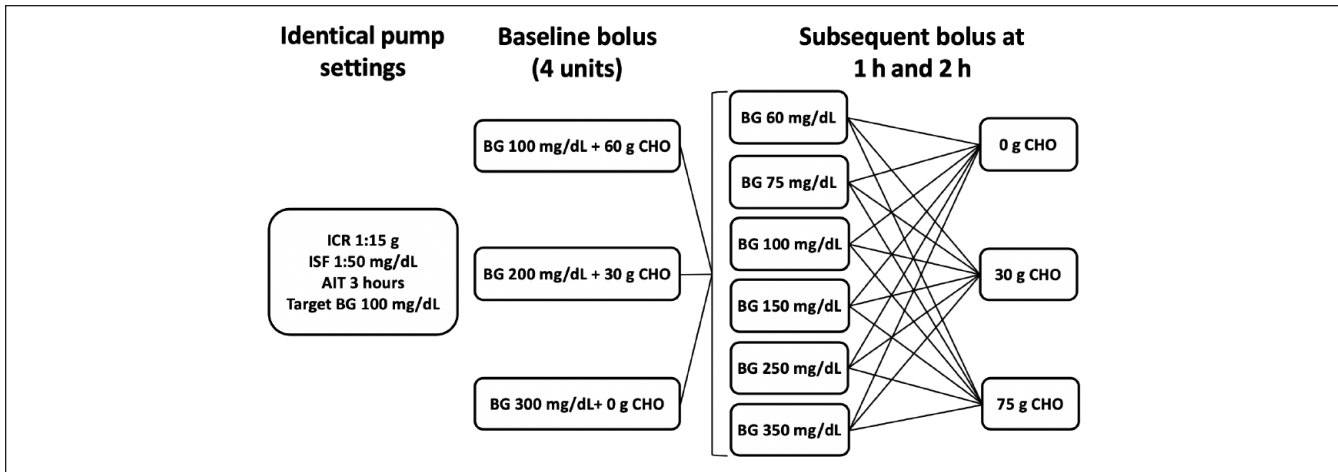 Identical pump
settings
Baseline bolus
(4 units)
Subsequent bolus at
1 h and 2 h
ICR 1:15 g
ISF 1:50 mg/dL
AIT 3 hours
Target BG 100 mg/dL
BG 100 mg/dL + 60 g CHO
BG 200 mg/dL + 30 g CHO
BG 300 mg/dL+ 0 g CHO
BG 60 mg/dL
BG 75 mg/dL
BG 100 mg/dL
BG 150 mg/dL
BG 250 mg/dL
BG 350 mg/dL
0 g CHO
30 g CHO
75 g CHO